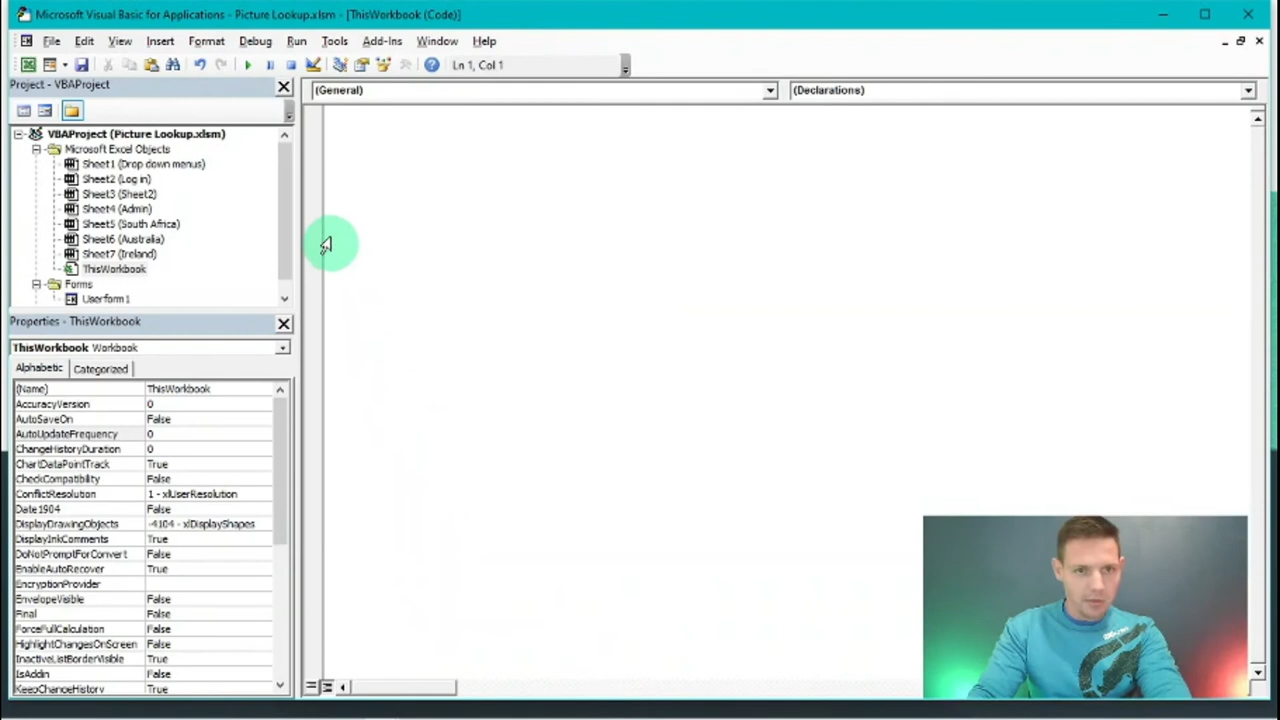 Microsoft Visual Basic for Applications - Picture Lookup.xlsm - [ThisWorkbook (Code)]
File Edit View Insert Format Debug Run Tools Add-Ins Window Help
Ln 1, Col 1
Project - VBAProject
(General)
(Declarations)
VBAProject (Picture Lookup.xlsm)
Microsoft Excel Objects
Sheet1 (Drop down menus)
Sheet2 (Log in)
Sheet3 (Sheet2)
Sheet4 (Admin)
Sheet5 (South Africa)
Sheet6 (Australia)
Sheet7 (Ireland)
ThisWorkbook
Forms
Userform1
Properties - ThisWorkbook
ThisWorkbook Workbook
Alphabetic Categorized
(Name) ThisWorkbook
AccuracyVersion 0
AutoSaveOn False
AutoUpdateFrequency 0
ChangeHistoryDuration 0
ChartDataPointTrack True
CheckCompatibility False
ConflictResolution 1 - xlUserResolution
Date1904 False
DisplayDrawingObjects -4104 - xlDisplayShapes
DisplayInkComments True
DoNotPromptForConvert False
EnableAutoRecover True
EncryptionProvider
EnvelopeVisible False
Final False
ForceFullCalculation False
HighlightChangesOnScreen False
InactiveListBorderVisible True
IsAddin False
KeepChangeHistory True